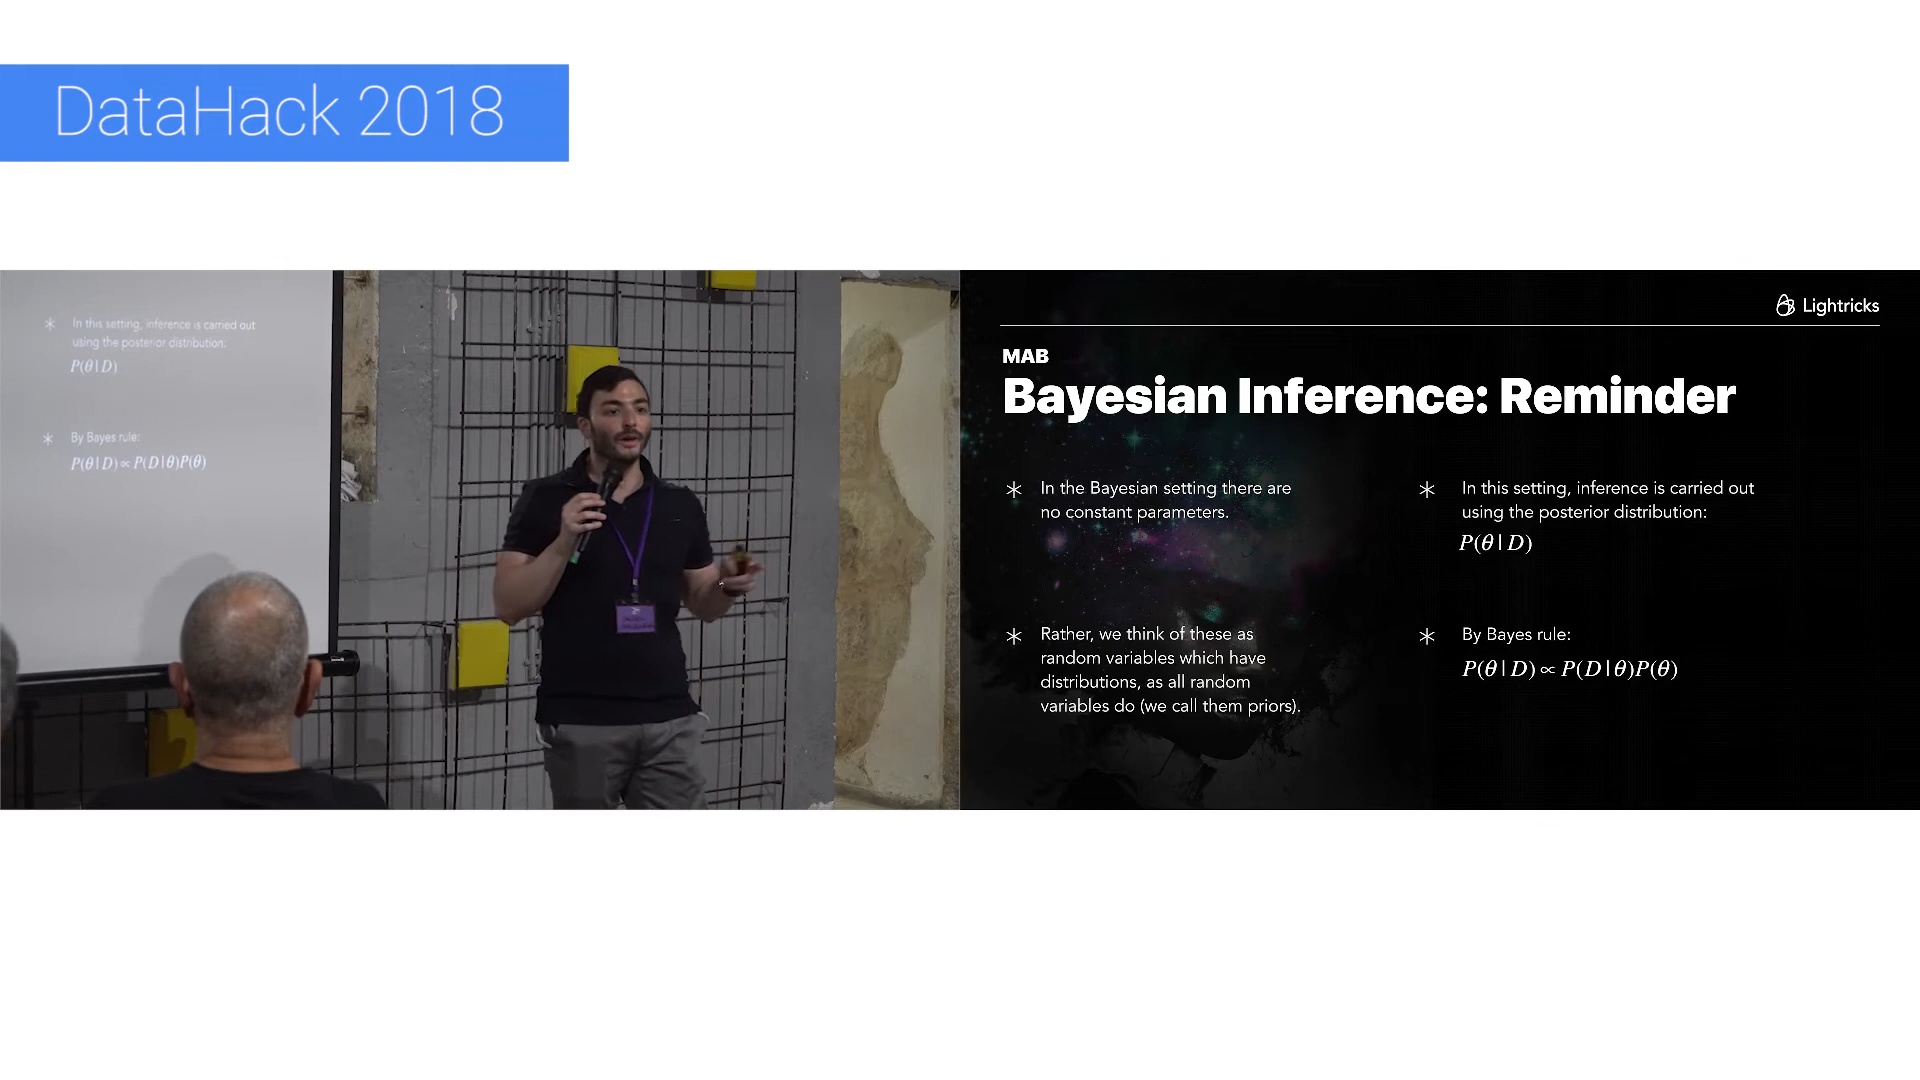 DataHack 2018
In this setting, inference is carried out
using the posterior distribution:
P(θ | D)
By Bayes rule:
P(θ | D) ∝ P(D | θ)P(θ)
Lightricks
MAB
Bayesian Inference: Reminder
In the Bayesian setting there are
no constant parameters.
Rather, we think of these as
random variables which have
distributions, as all random
variables do (we call them priors).
In this setting, inference is carried out
using the posterior distribution:
P(θ | D)
By Bayes rule:
P(θ | D) ∝ P(D | θ)P(θ)